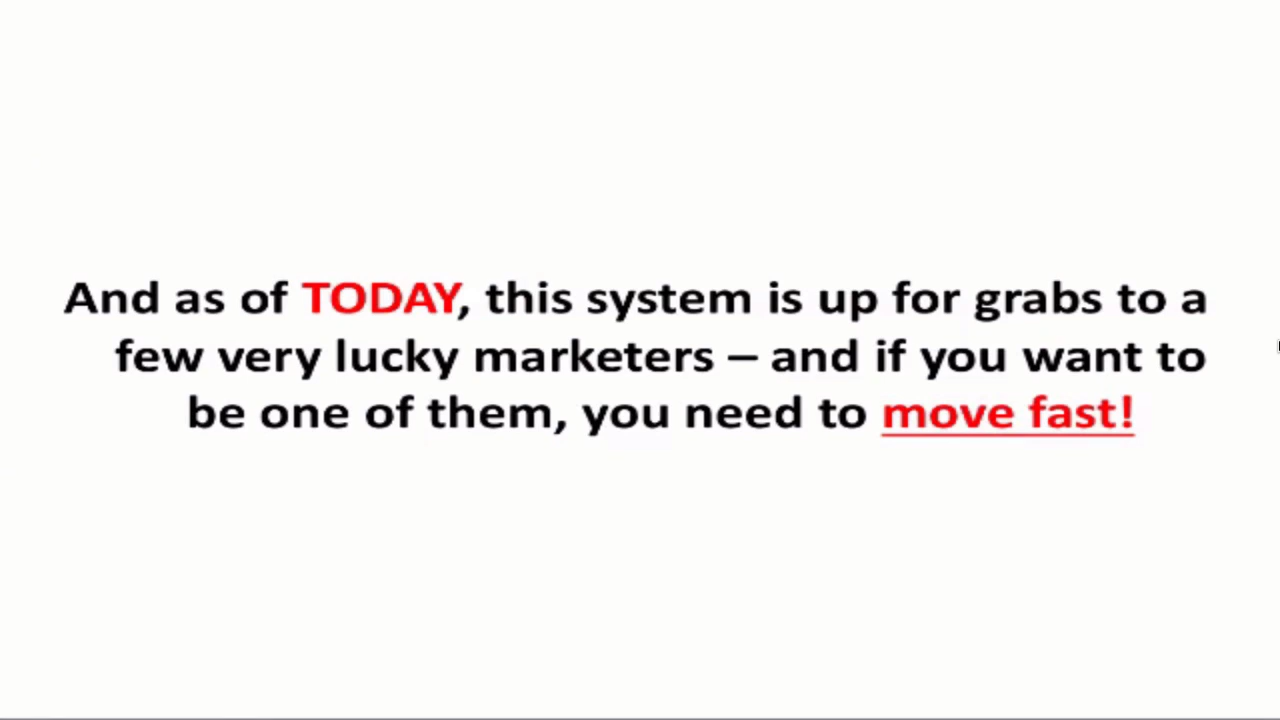 And as of TODAY, this system is up for grabs to a
few very lucky marketers – and if you want to
be one of them, you need to move fast!